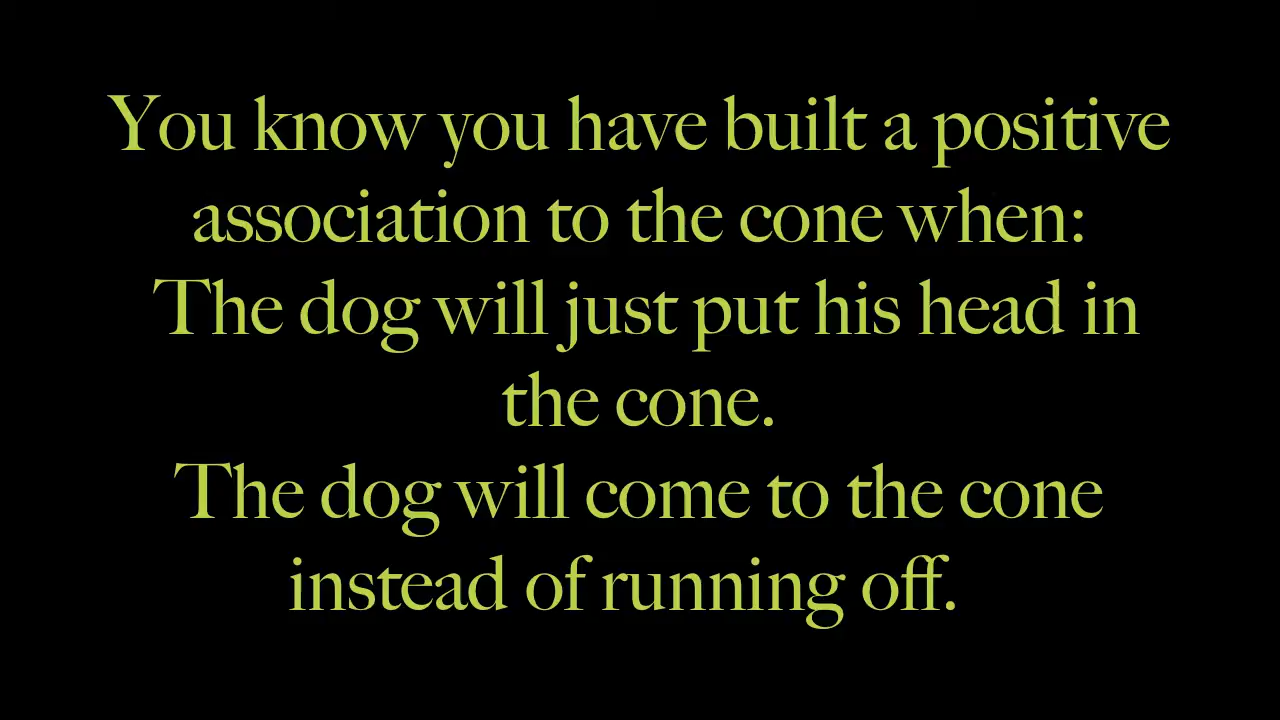 You know you have built a positive
association to the cone when:
The dog will just put his head in
the cone.
The dog will come to the cone
instead of running off.